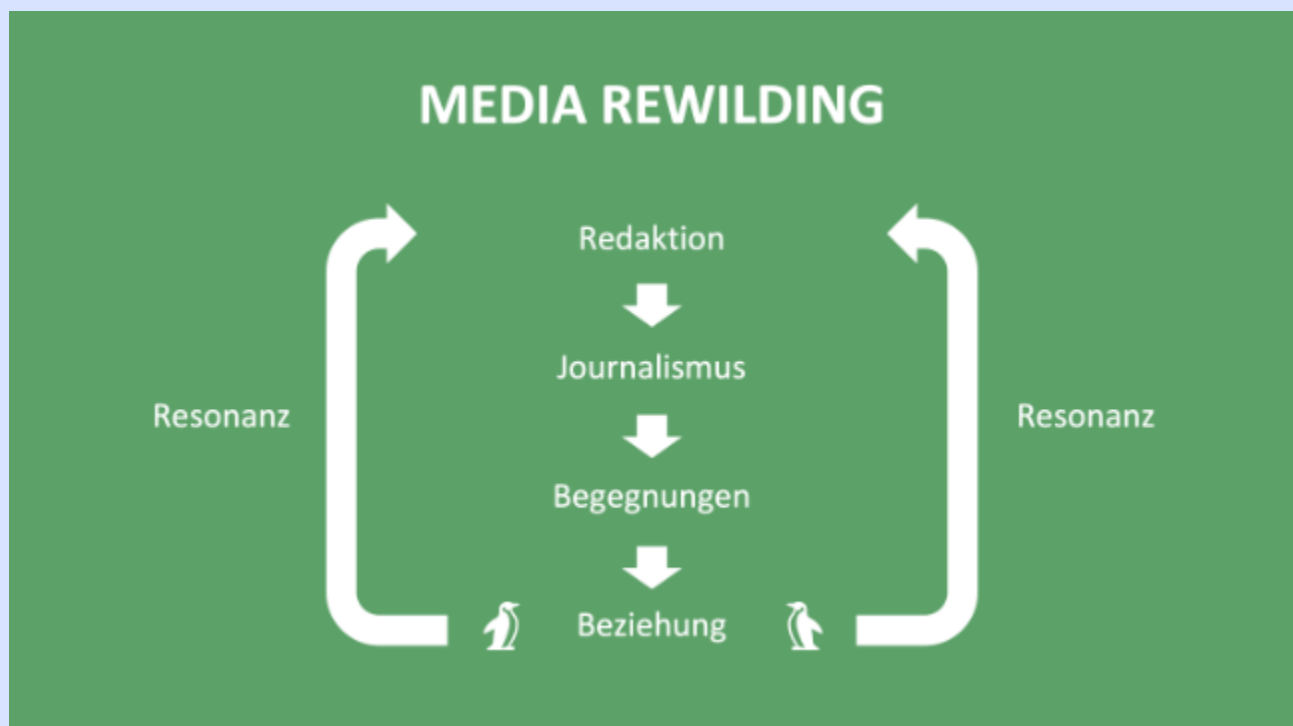 MEDIA REWILDING
Redaktion
Journalismus
Resonanz
Resonanz
Begegnungen
Beziehung